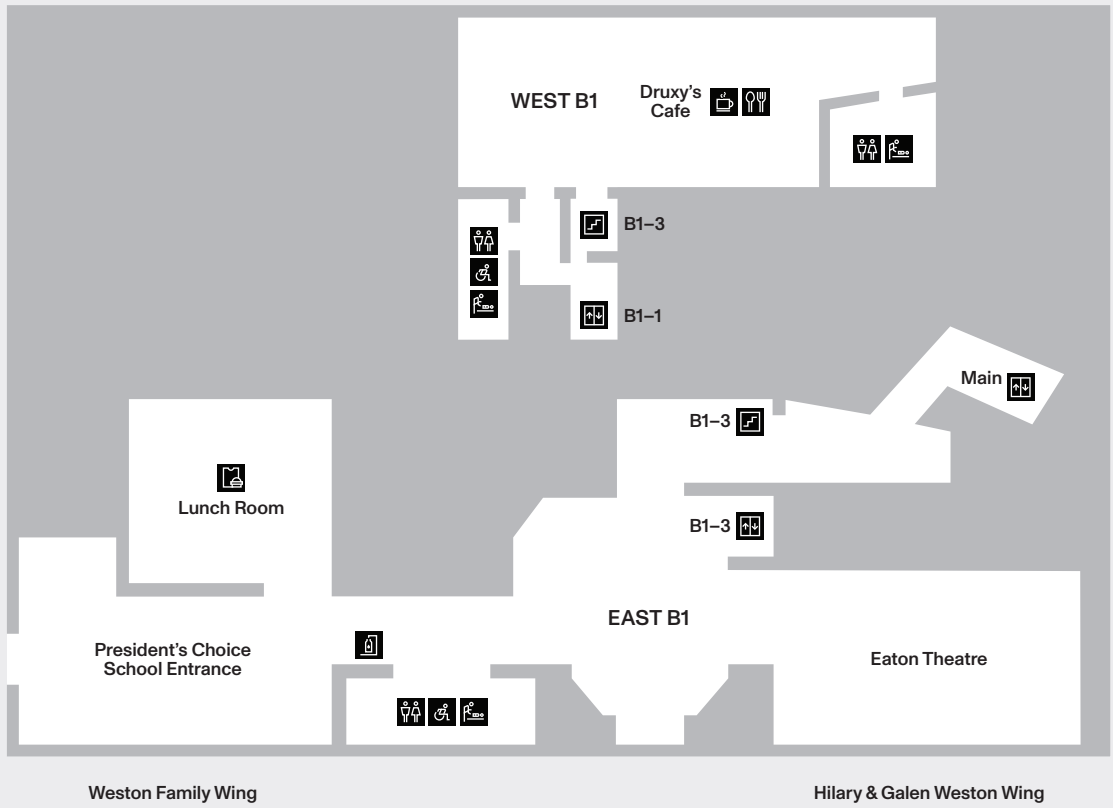 WEST B1
Druxy's
Cafe
B1–3
B1–1
Main
B1–3
Lunch Room
B1–3
EAST B1
President's Choice
School Entrance
Eaton Theatre
Weston Family Wing
Hilary & Galen Weston Wing